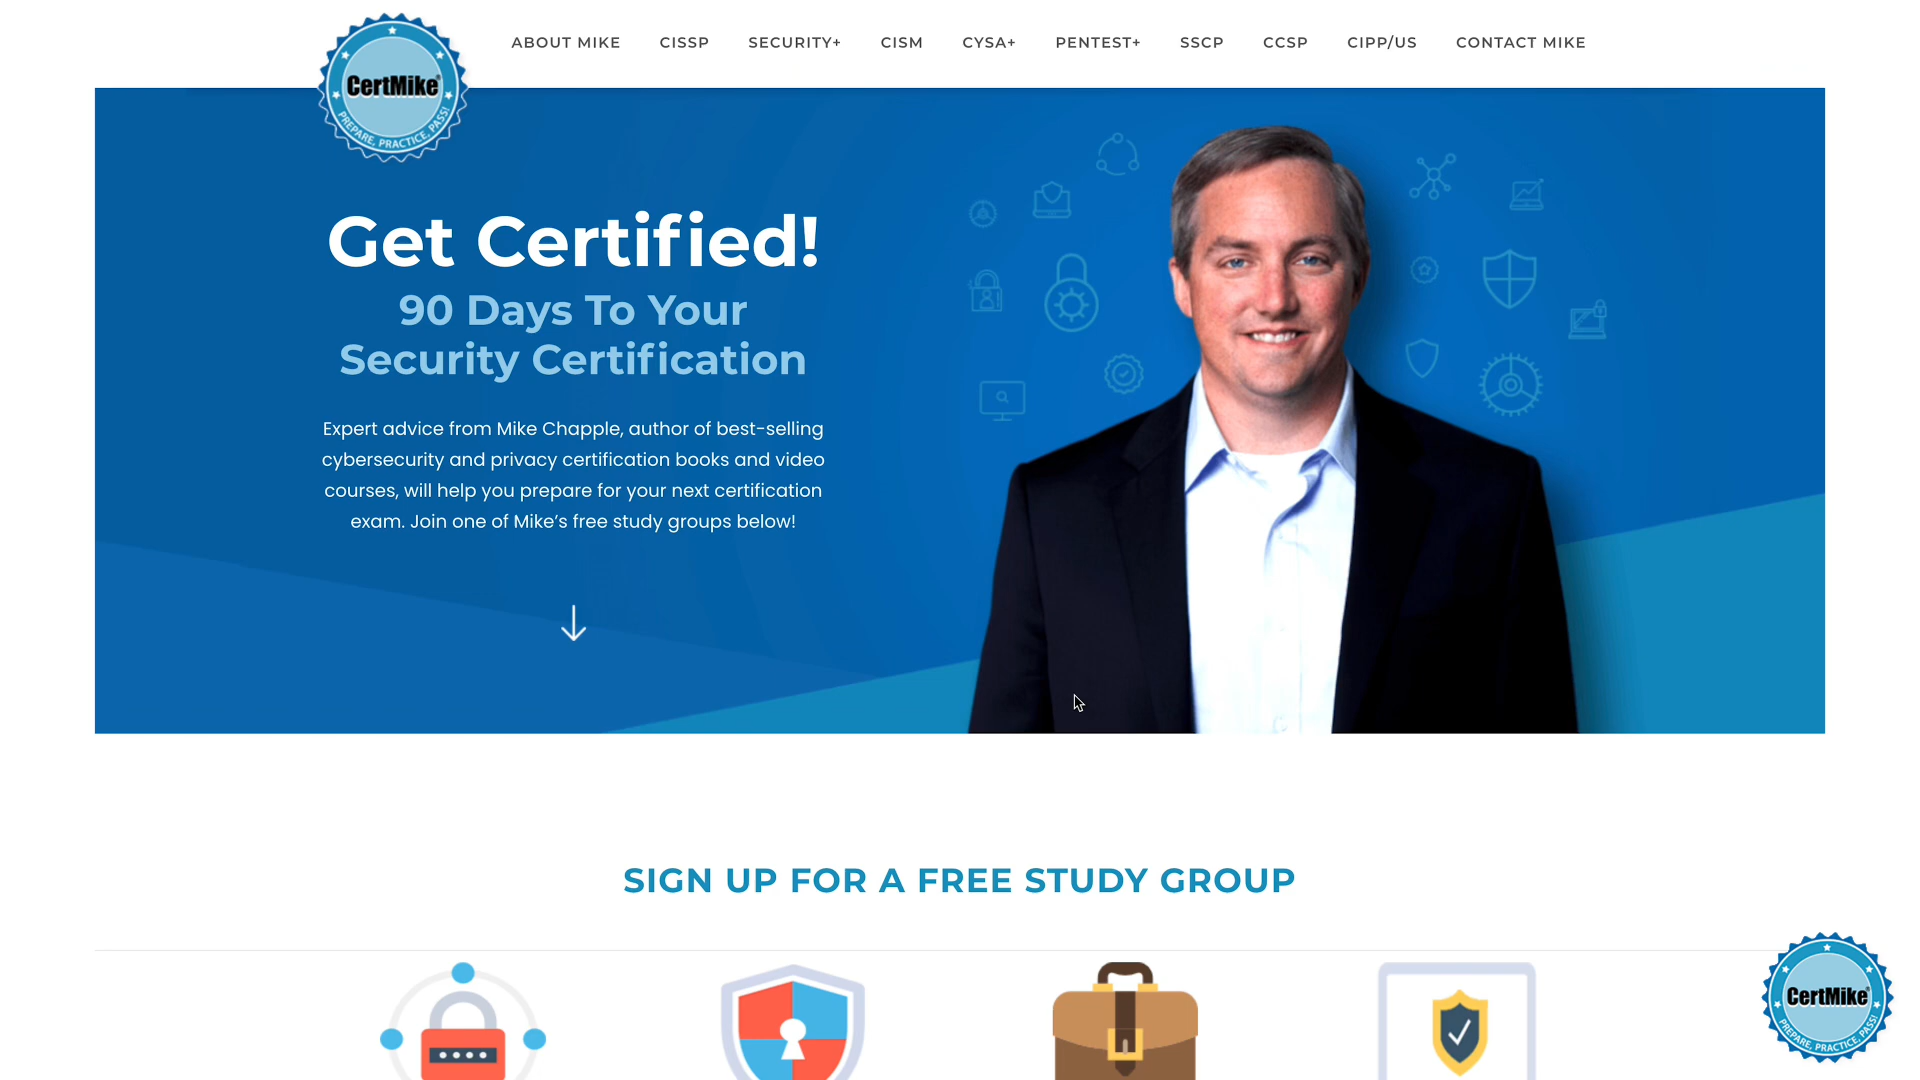 CertMike®
PREPARE, PRACTICE, PASS!
ABOUT MIKE
CISSP
SECURITY+
CISM
CYSA+
PENTEST+
SSCP
CCSP
CIPP/US
CONTACT MIKE
Get Certified!
90 Days To Your
Security Certification
Expert advice from Mike Chapple, author of best-selling
cybersecurity and privacy certification books and video
courses, will help you prepare for your next certification
exam. Join one of Mike’s free study groups below!
SIGN UP FOR A FREE STUDY GROUP
CertMike®
PREPARE, PRACTICE, PASS!